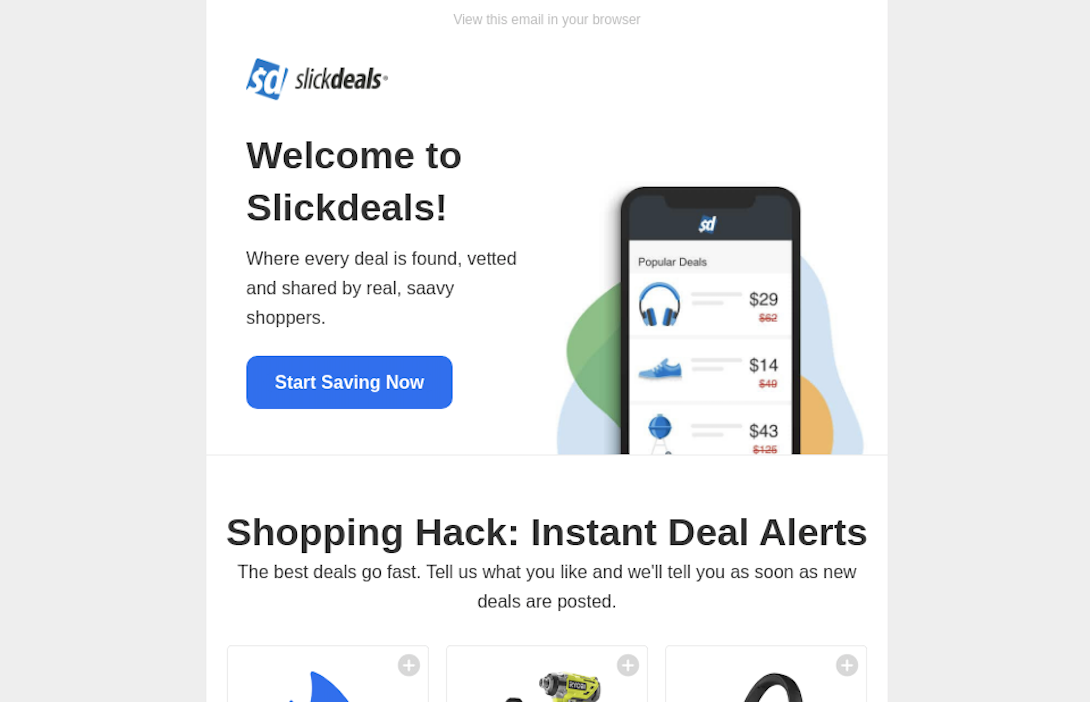 View this email in your browser
sd slickdeals®
Welcome to
Slickdeals!
Where every deal is found, vetted
and shared by real, saavy
shoppers.
Start Saving Now
sd
Popular Deals
$29
$62
$14
$49
$43
$125
Shopping Hack: Instant Deal Alerts
The best deals go fast. Tell us what you like and we'll tell you as soon as new
deals are posted.
RYOBI